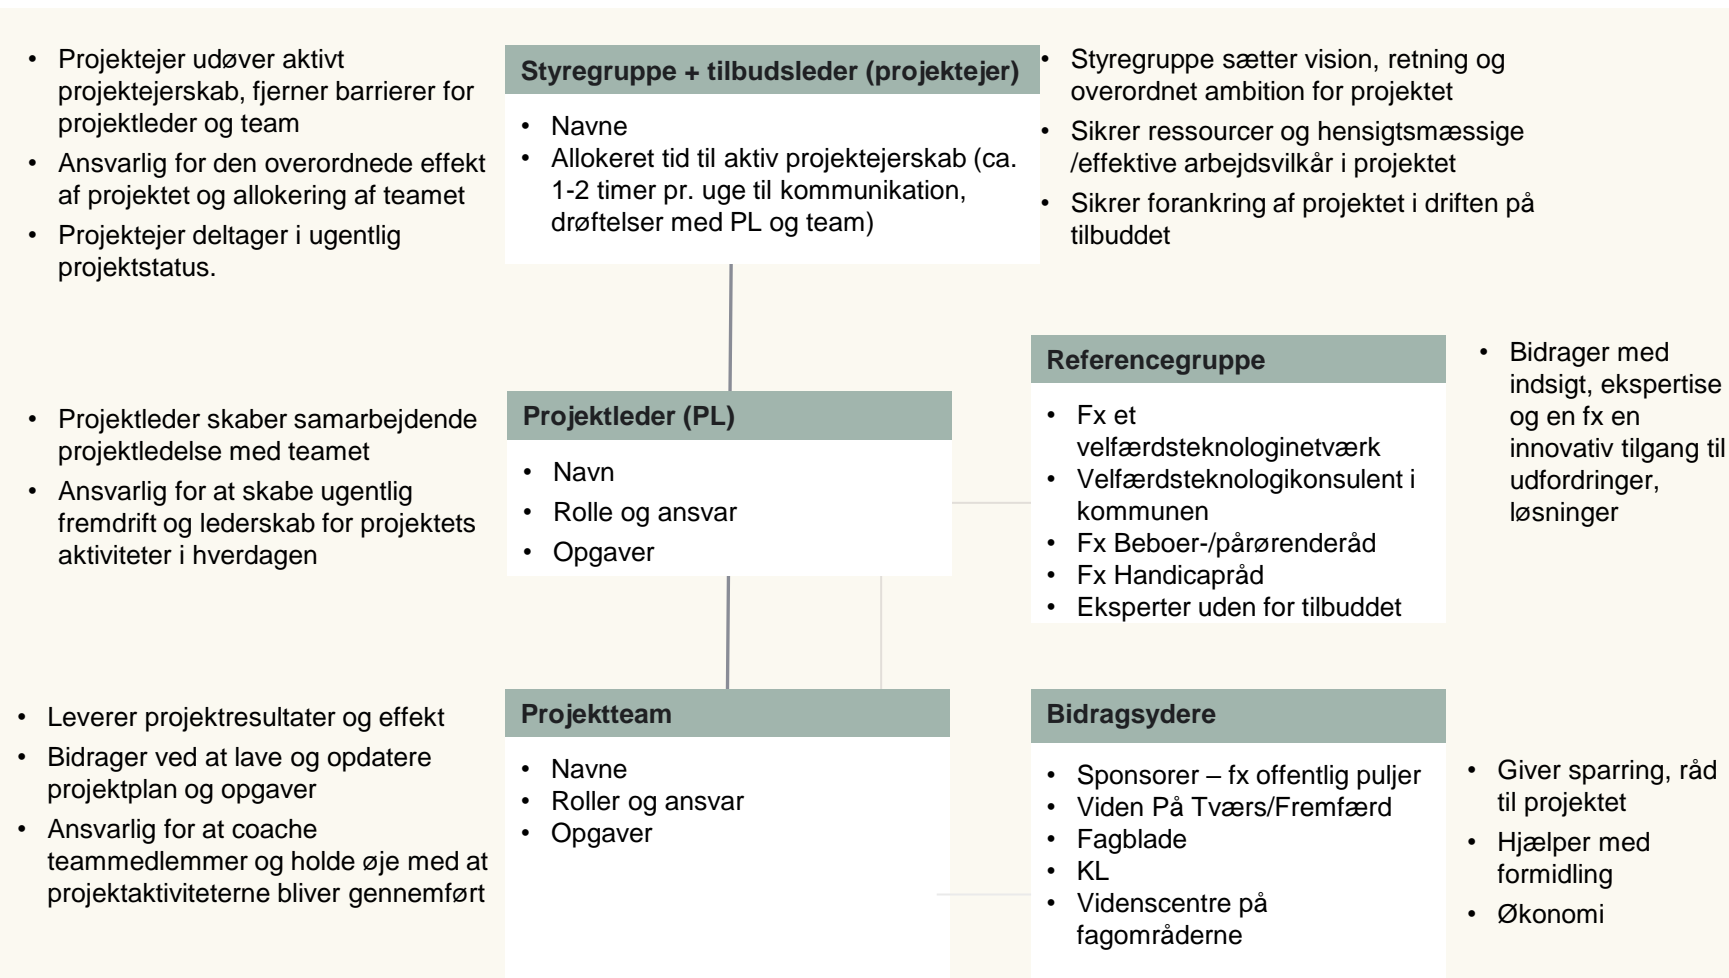 • Projektejer udøver aktivt
projektejerskab, fjerner barrierer for
projektleder og team
• Ansvarlig for den overordnede effekt
af projektet og allokering af teamet
• Projektejer deltager i ugentlig
projektstatus.
Styregruppe + tilbudsleder (projektejer)
• Navne
• Allokeret tid til aktiv projektejerskab (ca.
1-2 timer pr. uge til kommunikation,
drøftelser med PL og team)
• Styregruppe sætter vision, retning og
overordnet ambition for projektet
• Sikrer ressourcer og hensigtsmæssige
/effektive arbejdsvilkår i projektet
• Sikrer forankring af projektet i driften på
tilbuddet
• Projektleder skaber samarbejdende
projektledelse med teamet
• Ansvarlig for at skabe ugentlig
fremdrift og lederskab for projektets
aktiviteter i hverdagen
Projektleder (PL)
• Navn
• Rolle og ansvar
• Opgaver
Referencegruppe
• Fx et
velfærdsteknologinetværk
• Velfærdsteknologikonsulent i
kommunen
• Fx Beboer-/pårørenderåd
• Fx Handicapråd
• Eksperter uden for tilbuddet
• Bidrager med
indsigt, ekspertise
og en fx en
innovativ tilgang til
udfordringer,
løsninger
• Leverer projektresultater og effekt
• Bidrager ved at lave og opdatere
projektplan og opgaver
• Ansvarlig for at coache
teammedlemmer og holde øje med at
projektaktiviteterne bliver gennemført
Projektteam
• Navne
• Roller og ansvar
• Opgaver
Bidragsydere
• Sponsorer – fx offentlig puljer
• Viden På Tværs/Fremfærd
• Fagblade
• KL
• Videnscentre på
fagområderne
• Giver sparring, råd
til projektet
• Hjælper med
formidling
• Økonomi